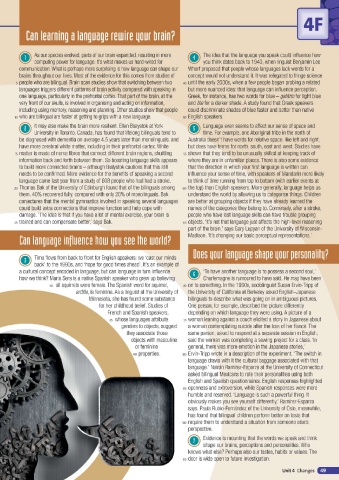 4F
Can learning a language rewire your brain?
1 As our species evolved, parts of our brain expanded, resulting in more
computing power for language. It's what makes us hard-wired for
communication. What is perhaps more surprising is how language can shape our
brains throughout our lives. Most of the evidence for this comes from studies of
people who are bilingual. Brain scan studies show that switching between two
languages triggers different patterns of brain activity compared with speaking in
one language, particularly in the prefrontal cortex. That part of the brain, at the
very front of our skulls, is involved in organising and acting on information,
including using memory, reasoning and planning. Other studies show that people
who are bilingual are faster at getting to grips with a new language.
2 It may also make the brain more resilient. Ellen Bialystok at York
University in Toronto, Canada, has found that lifelong bilinguals tend to
be diagnosed with dementia on average 4.5 years later than monolinguals, and
have more cerebral white matter, including in their prefrontal cortex. White
matter is made of nerve fibres that connect different brain regions, shuttling
information back and forth between them. So boosting language skills appears
to build more connected brains – although Bialystok cautions that this still
needs to be confirmed. More evidence for the benefits of speaking a second
language came last year from a study of 608 people who had had a stroke.
Thomas Bak of the University of Edinburgh found that of the bilinguals among
them, 40% recovered fully, compared with only 20% of monolinguals. Bak
conjectures that the mental gymnastics involved in speaking several languages
could build extra connections that improve function and help cope with
damage. 'The idea is that if you have a lot of mental exercise, your brain is
trained and can compensate better,' says Bak.
Can language influence how you see the world?
3 Time flows from back to front for English speakers: we 'cast our minds
back' to the 1990s, and 'hope for good times ahead'. It's an example of
a cultural concept encoded in language, but can language in turn influence
how we think? Maria Sera is a native Spanish speaker who grew up believing
all squirrels were female. The Spanish word for squirrel,
ardilla, is feminine. As a linguist at the University of
Minnesota, she has found some substance
for her childhood belief. Studies of
French and Spanish speakers,
whose languages attribute
genders to objects, suggest
they associate those
objects with masculine
or feminine
properties.
4 The idea that the language you speak could influence how
you think dates back to 1940, when linguist Benjamin Lee
Whorf proposed that people whose languages lack words for a
concept would not understand it. It was relegated to fringe science
until the early 2000s, when a few people began probing a related
but more nuanced idea: that language can influence perception.
Greek, for instance, has two words for blue – ghalazio for light blue
and ble for a darker shade. A study found that Greek speakers
could discriminate shades of blue faster and better than native
English speakers.
5 Language even seems to affect our sense of space and
time. For example, one Aboriginal tribe in the north of
Australia doesn't have words for relative space, like left and right,
but does have terms for north, south, east and west. Studies have
shown that they tend to be unusually skilled at keeping track of
where they are in unfamiliar places. There is also some evidence
that the direction in which your first language is written can
influence your sense of time, with speakers of Mandarin more likely
to think of time running from top to bottom with earlier events as
the top than English speakers. More generally, language helps us
understand the world by allowing us to categorise things. Children
are better at grouping objects if they have already learned the
names of the categories they belong to. Conversely, after a stroke,
people who have lost language skills can have trouble grouping
objects. 'It's not that language just affects the high-level reasoning
part of the brain,' says Gary Lupyan of the University of Wisconsin-
Madison. 'It's changing our basic perceptual representations.'
Does your language shape your personality?
6 'To have another language is to possess a second soul',
Charlemagne is rumoured to have said. He may have been
on to something. In the 1960s, sociolinguist Susan Ervin-Tripp of
the University of California at Berkeley asked English–Japanese
bilinguals to describe what was going on in ambiguous pictures.
One person, for example, described the picture differently
depending on which language they were using. A picture of a
woman leaning against a couch elicited a story in Japanese about
a woman contemplating suicide after the loss of her fiancé. The
same person, asked to respond at a separate session in English,
said the woman was completing a sewing project for a class. 'In
general, there was more emotion in the Japanese stories,'
Ervin-Tripp wrote in a description of the experiment. 'The switch in
language draws with it the cultural baggage associated with that
language.' Nairán Ramírez-Esparza at the University of Connecticut
asked bilingual Mexicans to rate their personalities using both
English and Spanish questionnaires. English responses highlighted
openness and extroversion, while Spanish responses were more
humble and reserved. 'Language is such a powerful thing. It
obviously makes you see yourself differently,' Ramírez-Esparza
says. Paula Rubio-Fernández of the University of Oslo, meanwhile,
has found that bilingual children perform better on tests that
require them to understand a situation from someone else's
perspective.
7 Evidence is mounting that the words we speak and think
shape our brains, perceptions and personalities. Who
knows what else? Perhaps also our tastes, habits or values. The
door is wide open to future investigation.
Unit 4 Changes 49